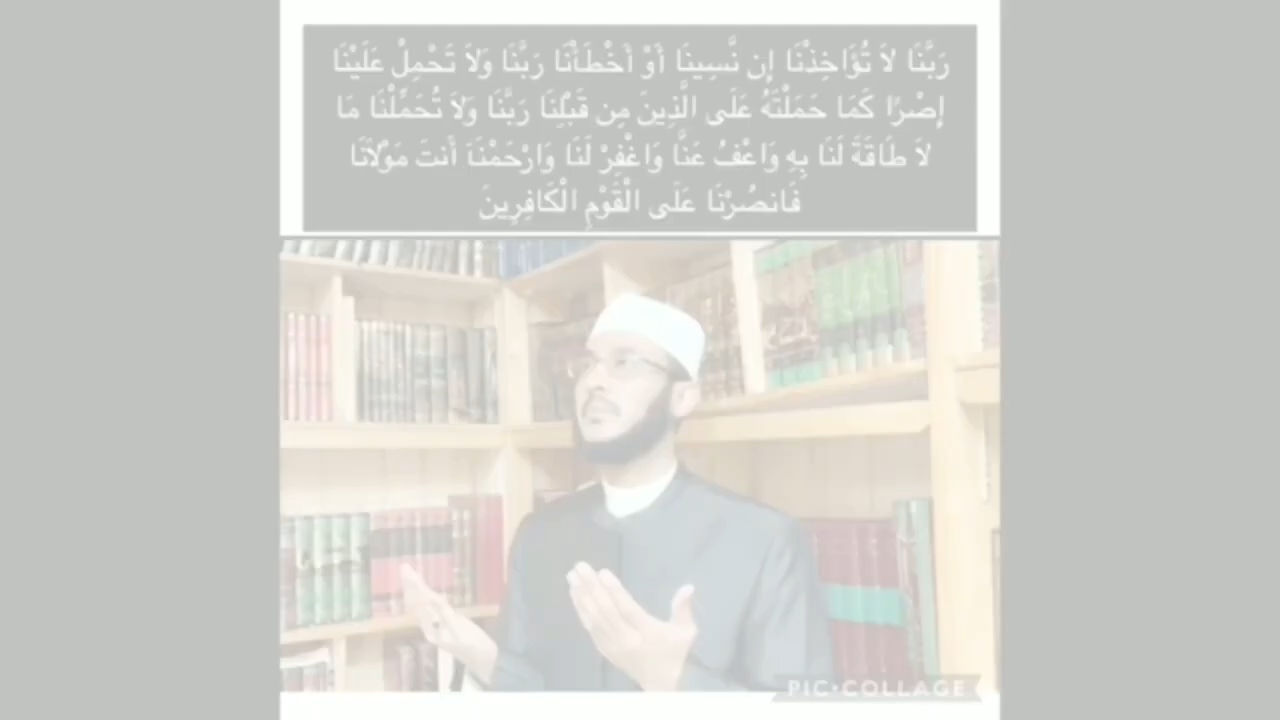 رَبَّنَا لاَ تُؤَاخِذْنَا إِن نَّسِينَا أَوْ أَخْطَأْنَا رَبَّنَا وَلاَ تَحْمِلْ عَلَيْنَا
إِصْرًا كَمَا حَمَلْتَهُ عَلَى الَّذِينَ مِن قَبْلِنَا رَبَّنَا وَلاَ تُحَمِّلْنَا مَا
لاَ طَاقَةَ لَنَا بِهِ وَاعْفُ عَنَّا وَاغْفِرْ لَنَا وَارْحَمْنَا أَنتَ مَوْلاَنَا
فَانصُرْنَا عَلَى الْقَوْمِ الْكَافِرِينَ
PIC•COLLAGE